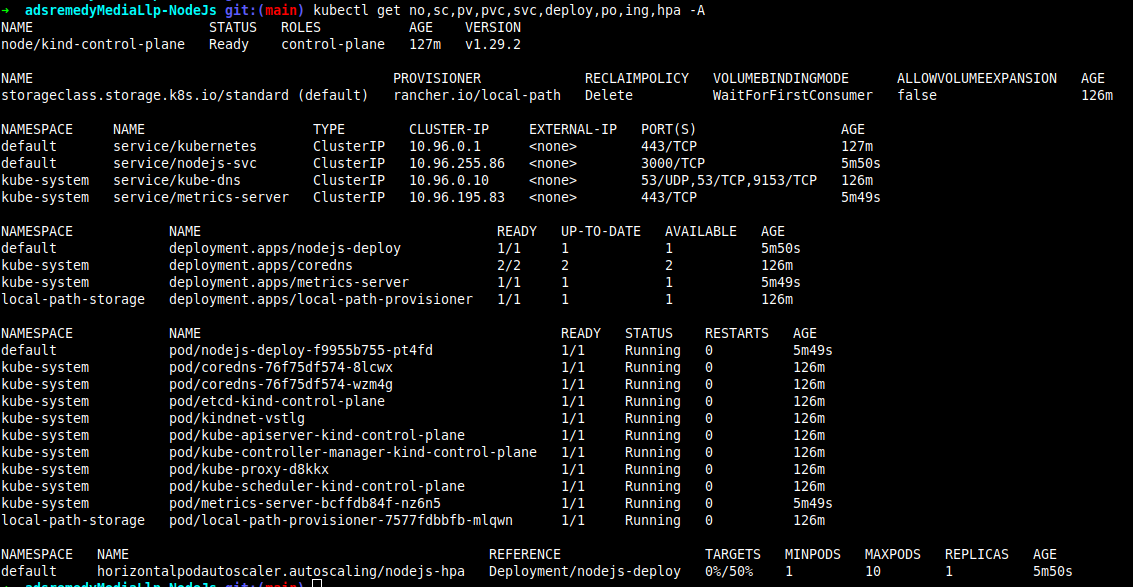 → adsremedyMediaLlp-NodeJs git:(main) kubectl get no,sc,pv,pvc,svc,deploy,po,ing,hpa -A
NAME STATUS ROLES AGE VERSION
node/kind-control-plane Ready control-plane 127m v1.29.2
NAME PROVISIONER RECLAIMPOLICY VOLUMEBINDINGMODE ALLOWVOLUMEEXPANSION AGE
storageclass.storage.k8s.io/standard (default) rancher.io/local-path Delete WaitForFirstConsumer false 126m
NAMESPACE NAME TYPE CLUSTER-IP EXTERNAL-IP PORT(S) AGE
default service/kubernetes ClusterIP 10.96.0.1 <none> 443/TCP 127m
default service/nodejs-svc ClusterIP 10.96.255.86 <none> 3000/TCP 5m50s
kube-system service/kube-dns ClusterIP 10.96.0.10 <none> 53/UDP,53/TCP,9153/TCP 126m
kube-system service/metrics-server ClusterIP 10.96.195.83 <none> 443/TCP 5m49s
NAMESPACE NAME READY UP-TO-DATE AVAILABLE AGE
default deployment.apps/nodejs-deploy 1/1 1 1 5m50s
kube-system deployment.apps/coredns 2/2 2 2 126m
kube-system deployment.apps/metrics-server 1/1 1 1 5m49s
local-path-storage deployment.apps/local-path-provisioner 1/1 1 1 126m
NAMESPACE NAME READY STATUS RESTARTS AGE
default pod/nodejs-deploy-f9955b755-pt4fd 1/1 Running 0 5m49s
kube-system pod/coredns-76f75df574-8lcwx 1/1 Running 0 126m
kube-system pod/coredns-76f75df574-wzm4g 1/1 Running 0 126m
kube-system pod/etcd-kind-control-plane 1/1 Running 0 126m
kube-system pod/kindnet-vstlg 1/1 Running 0 126m
kube-system pod/kube-apiserver-kind-control-plane 1/1 Running 0 126m
kube-system pod/kube-controller-manager-kind-control-plane 1/1 Running 0 126m
kube-system pod/kube-proxy-d8kkx 1/1 Running 0 126m
kube-system pod/kube-scheduler-kind-control-plane 1/1 Running 0 126m
kube-system pod/metrics-server-bcffdb84f-nz6n5 1/1 Running 0 5m49s
local-path-storage pod/local-path-provisioner-7577fdbbfb-mlqwn 1/1 Running 0 126m
NAMESPACE NAME REFERENCE TARGETS MINPODS MAXPODS REPLICAS AGE
default horizontalpodautoscaler.autoscaling/nodejs-hpa Deployment/nodejs-deploy 0%/50% 1 10 1 5m50s
→ adsremedyMediaLlp-NodeJs git:(main)